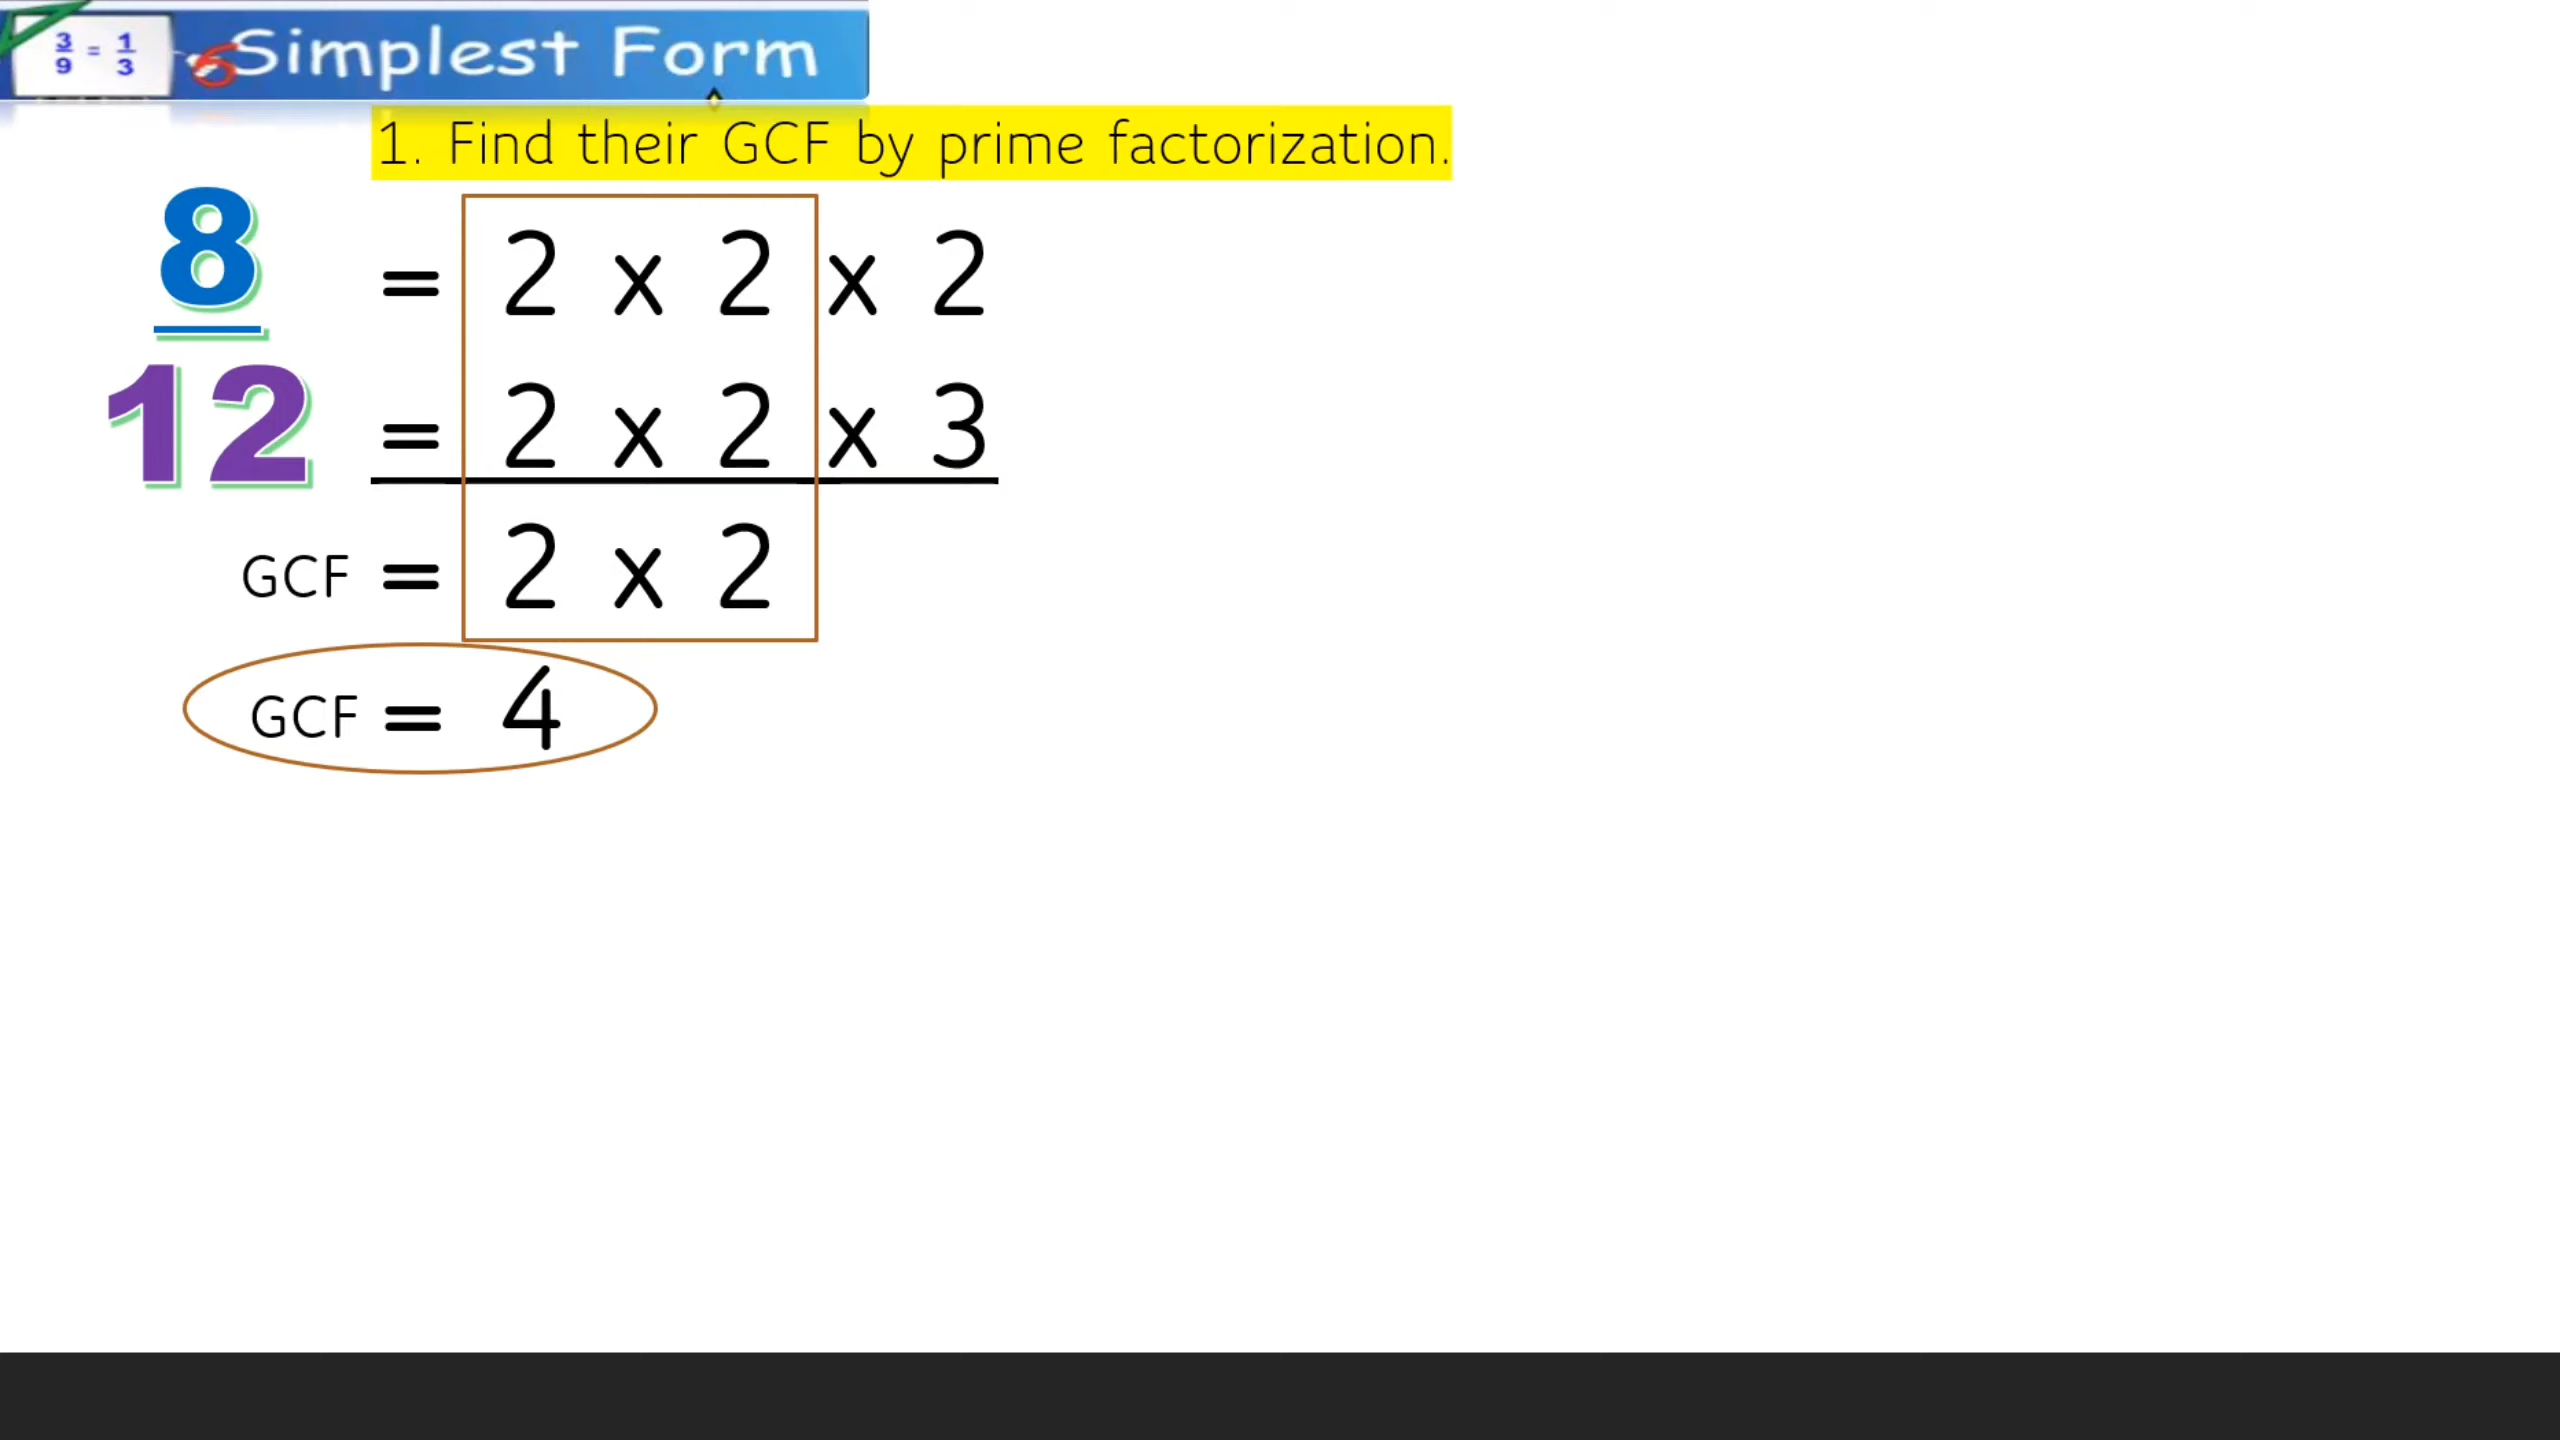 3/9 = 1/3
Simplest Form
1. Find their GCF by prime factorization.
8 = 2 x 2 x 2
12 = 2 x 2 x 3
GCF = 2 x 2
GCF = 4